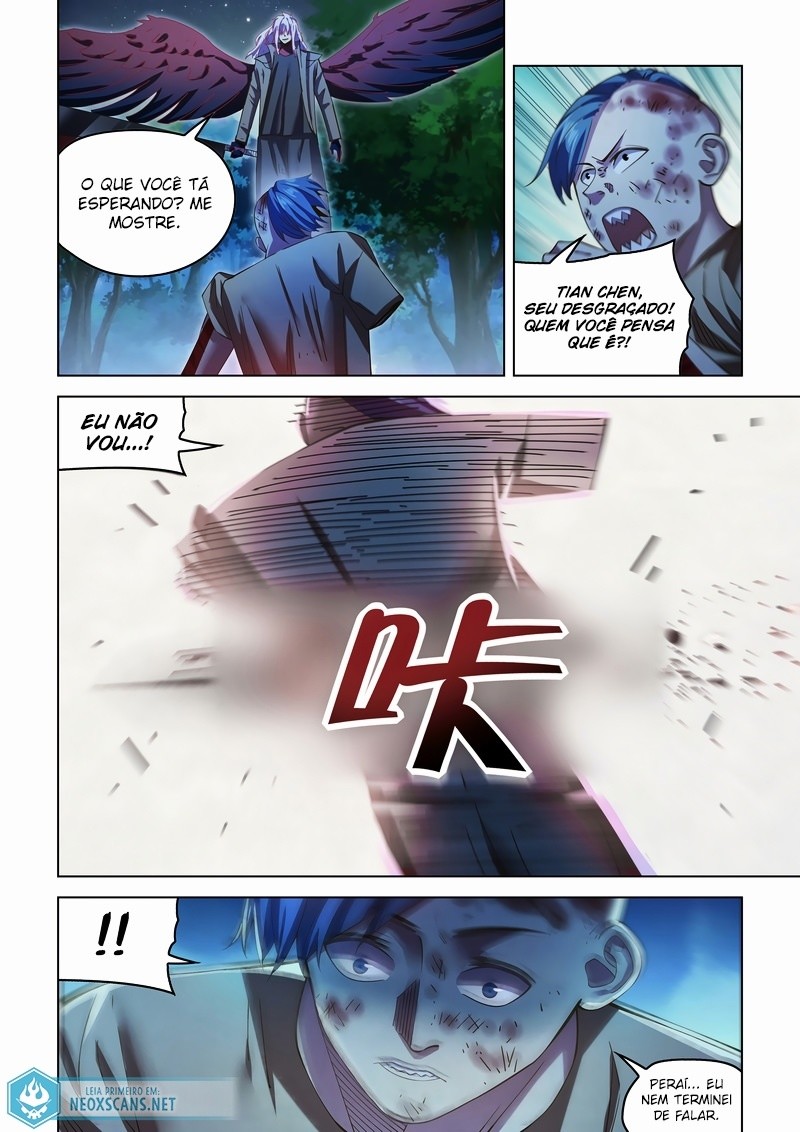 O QUE VOCÊ TÁ
ESPERANDO? ME
MOSTRE.
TIAN CHEN,
SEU DESGRAÇADO!
QUEM VOCÊ PENSA
QUE É?!
EU NÃO
VOU...!
咔
!!
PERAÍ... EU
NEM TERMINEI
DE FALAR.
LEIA PRIMEIRO EM:
NEOXSCANS.NET